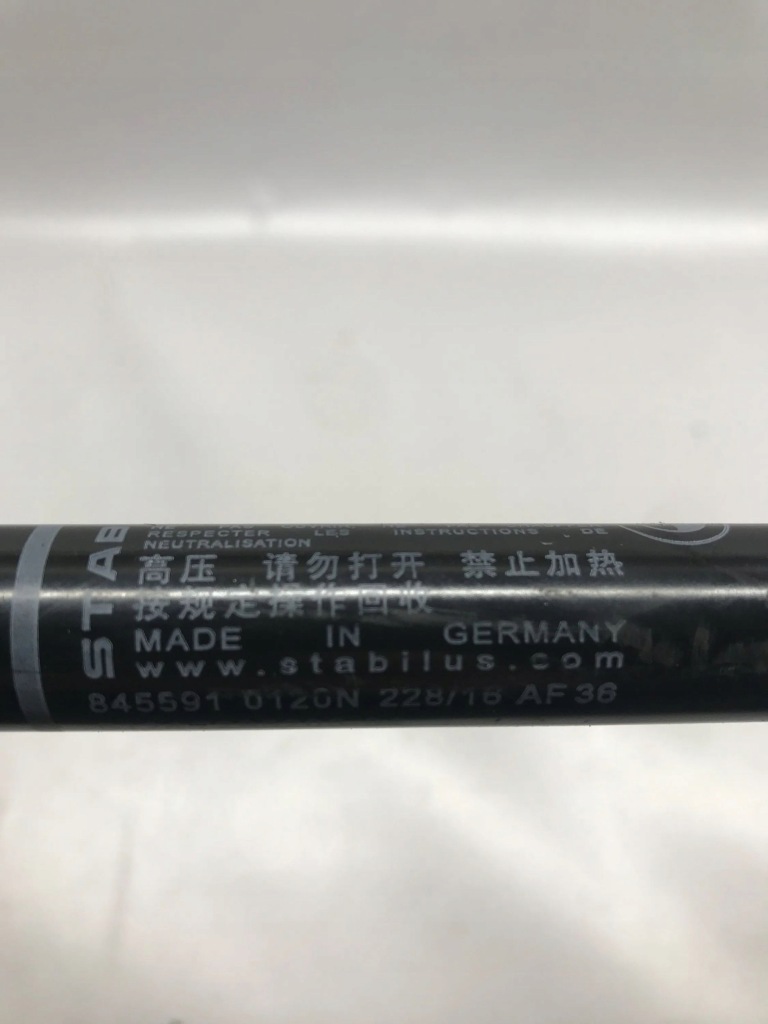 STAB
RESPECTER LES INSTRUCTIONS DE
NEUTRALISATION
高压 请勿打开 禁止加热
按规定操作回收
MADE IN GERMANY
www.stabilus.com
845591 0120N 228/16 AF36